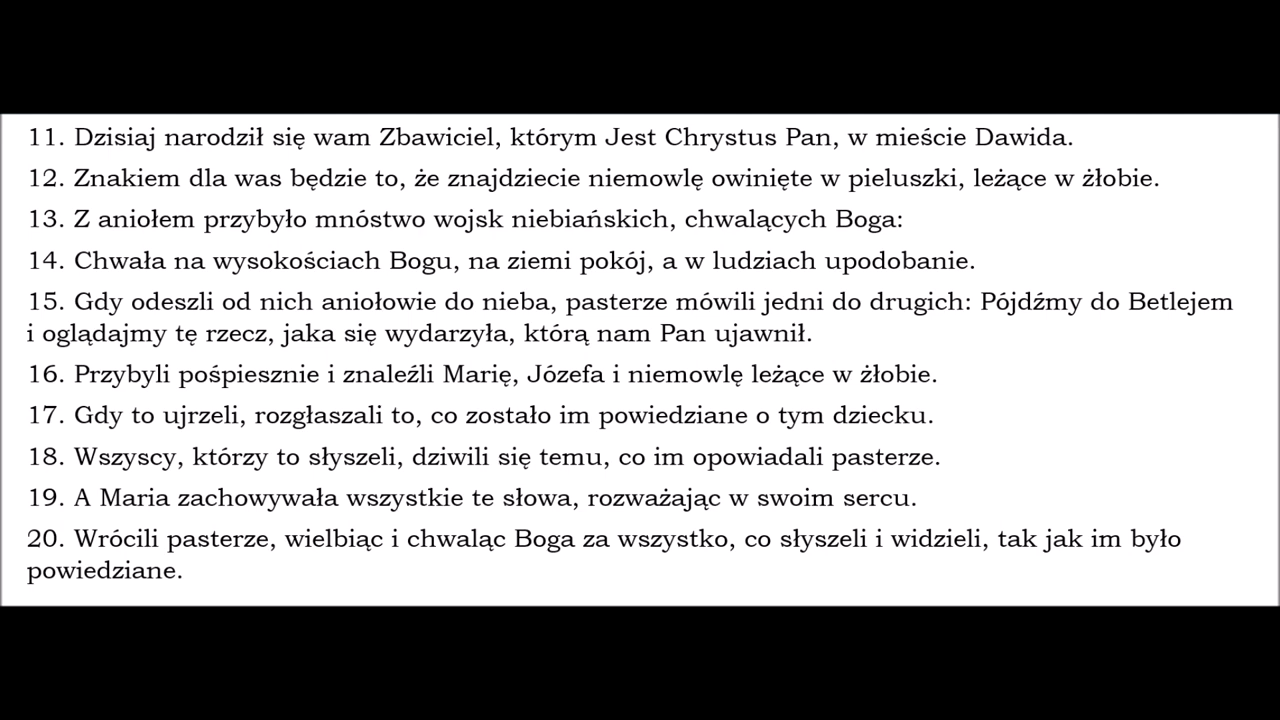 11. Dzisiaj narodził się wam Zbawiciel, którym Jest Chrystus Pan, w mieście Dawida.
12. Znakiem dla was będzie to, że znajdziecie niemowlę owinięte w pieluszki, leżące w żłobie.
13. Z aniołem przybyło mnóstwo wojsk niebiańskich, chwalących Boga:
14. Chwała na wysokościach Bogu, na ziemi pokój, a w ludziach upodobanie.
15. Gdy odeszli od nich aniołowie do nieba, pasterze mówili jedni do drugich: Pójdźmy do Betlejem
i oglądajmy tę rzecz, jaka się wydarzyła, którą nam Pan ujawnił.
16. Przybyli pośpiesznie i znaleźli Marię, Józefa i niemowlę leżące w żłobie.
17. Gdy to ujrzeli, rozgłaszali to, co zostało im powiedziane o tym dziecku.
18. Wszyscy, którzy to słyszeli, dziwili się temu, co im opowiadali pasterze.
19. A Maria zachowywała wszystkie te słowa, rozważając w swoim sercu.
20. Wrócili pasterze, wielbiąc i chwaląc Boga za wszystko, co słyszeli i widzieli, tak jak im było
powiedziane.